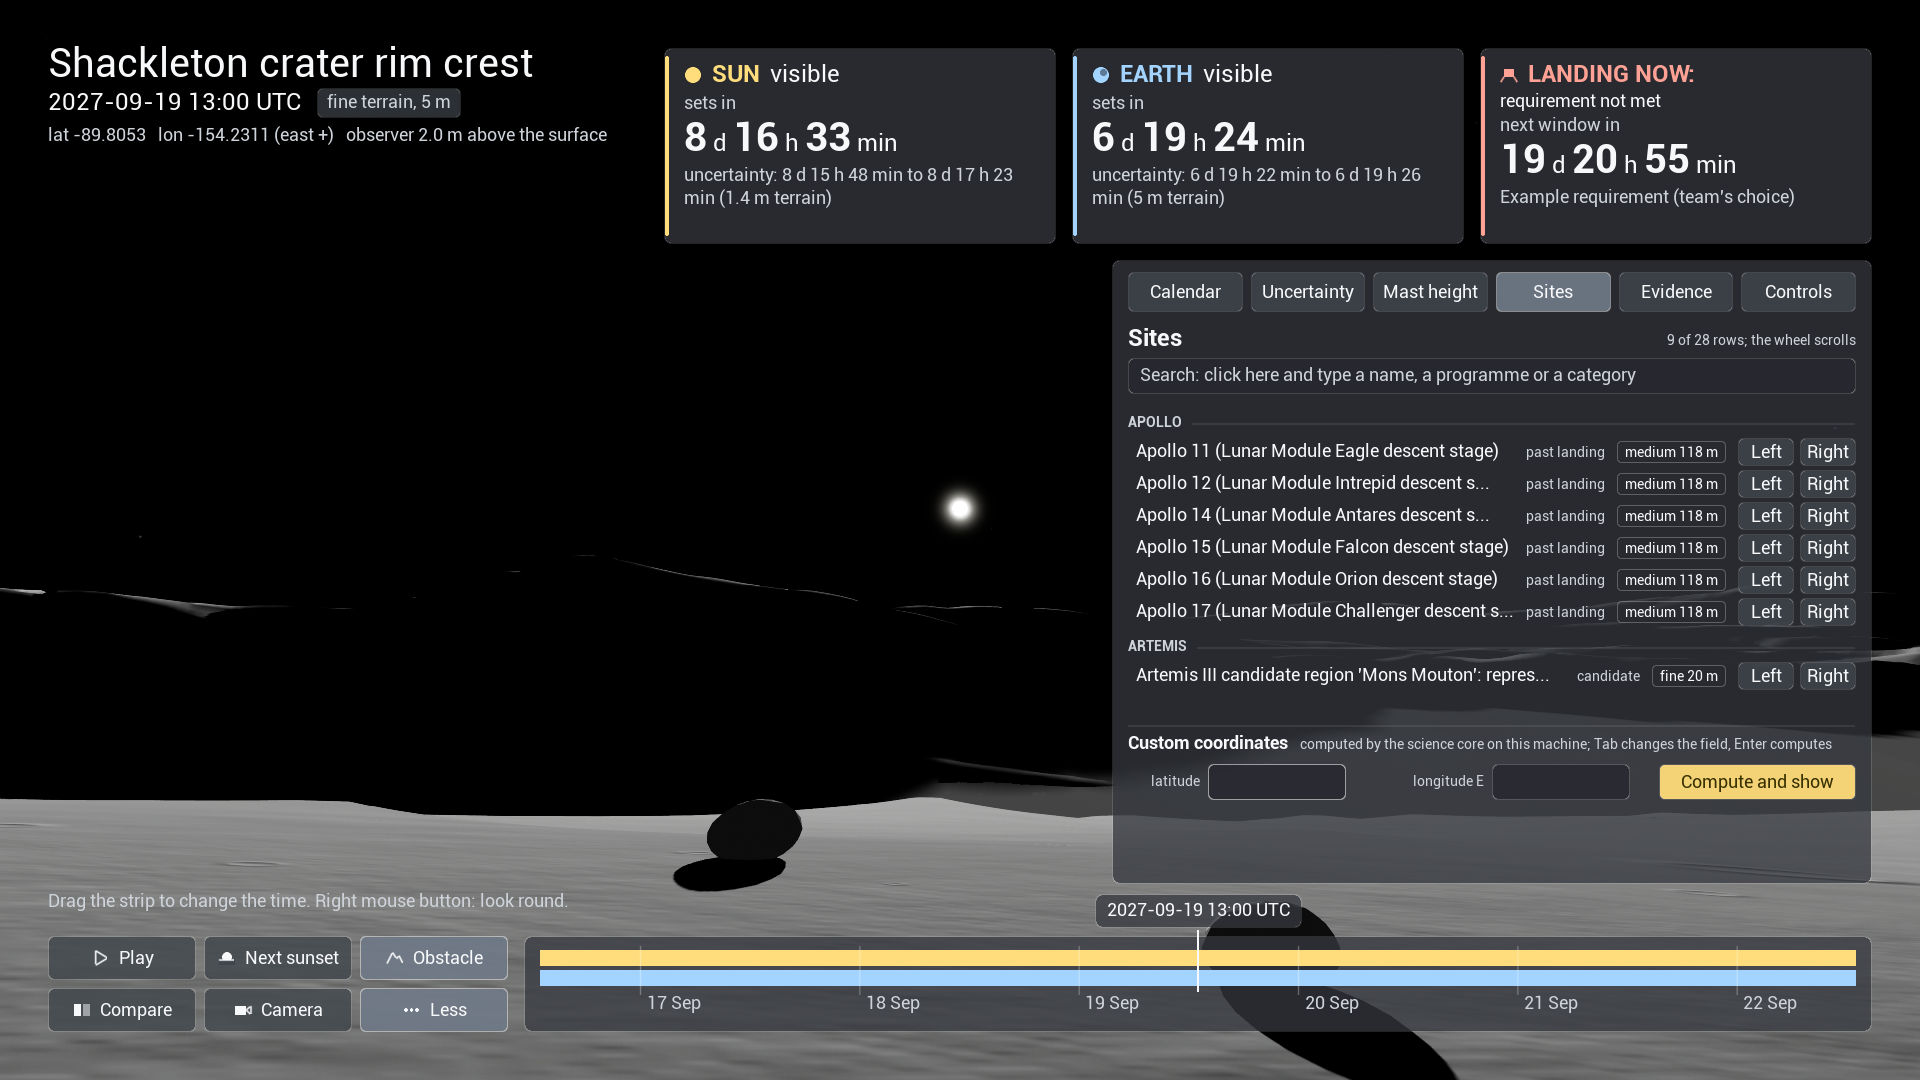 Shackleton crater rim crest
2027-09-19 13:00 UTC fine terrain, 5 m
lat -89.8053 lon -154.2311 (east +) observer 2.0 m above the surface
SUN visible
sets in
8 d 16 h 33 min
uncertainty: 8 d 15 h 48 min to 8 d 17 h 23
min (1.4 m terrain)
EARTH visible
sets in
6 d 19 h 24 min
uncertainty: 6 d 19 h 22 min to 6 d 19 h 26
min (5 m terrain)
LANDING NOW:
requirement not met
next window in
19 d 20 h 55 min
Example requirement (team's choice)
Calendar Uncertainty Mast height Sites Evidence Controls
Sites 9 of 28 rows; the wheel scrolls
Search: click here and type a name, a programme or a category
APOLLO
Apollo 11 (Lunar Module Eagle descent stage) past landing medium 118 m Left Right
Apollo 12 (Lunar Module Intrepid descent s... past landing medium 118 m Left Right
Apollo 14 (Lunar Module Antares descent s... past landing medium 118 m Left Right
Apollo 15 (Lunar Module Falcon descent stage) past landing medium 118 m Left Right
Apollo 16 (Lunar Module Orion descent stage) past landing medium 118 m Left Right
Apollo 17 (Lunar Module Challenger descent s... past landing medium 118 m Left Right
ARTEMIS
Artemis III candidate region 'Mons Mouton': repres... candidate fine 20 m Left Right
Custom coordinates computed by the science core on this machine; Tab changes the field, Enter computes
latitude longitude E Compute and show
Drag the strip to change the time. Right mouse button: look round.
2027-09-19 13:00 UTC
Play Next sunset Obstacle
Compare Camera Less
17 Sep 18 Sep 19 Sep 20 Sep 21 Sep 22 Sep